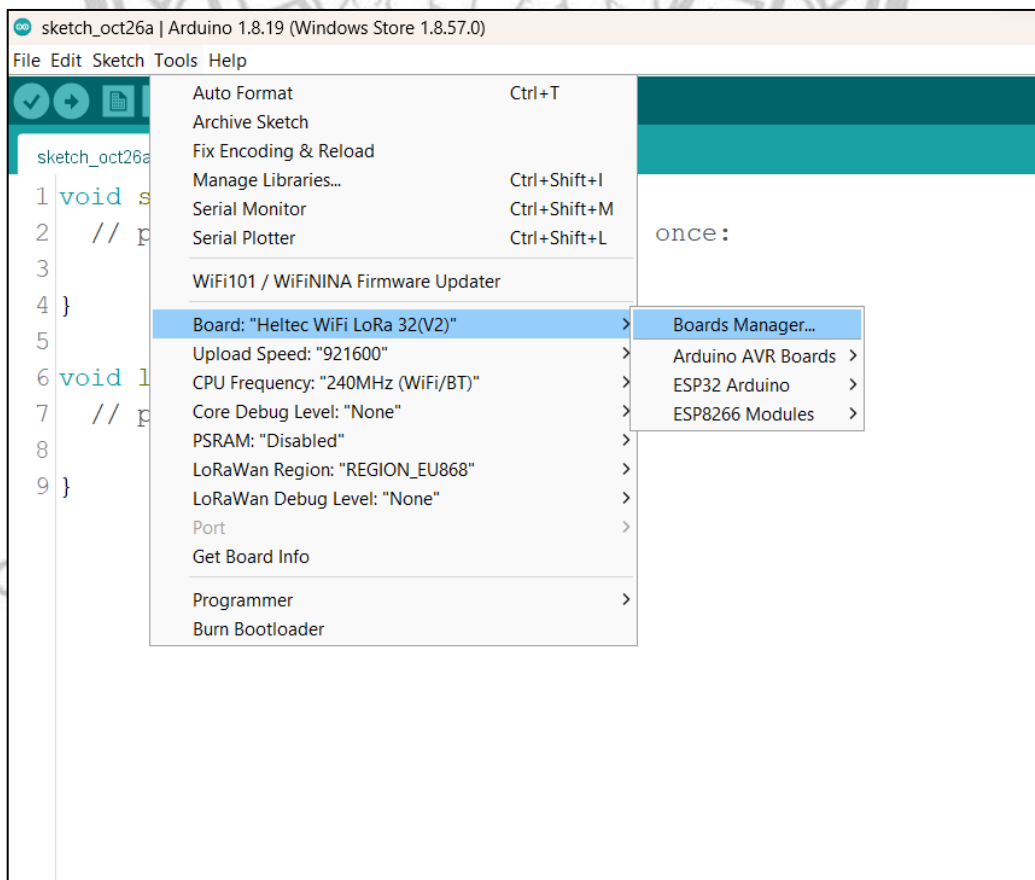 sketch_oct26a | Arduino 1.8.19 (Windows Store 1.8.57.0)
File Edit Sketch Tools Help
sketch_oct26a
Auto Format Ctrl+T
Archive Sketch
Fix Encoding & Reload
Manage Libraries... Ctrl+Shift+I
Serial Monitor Ctrl+Shift+M
Serial Plotter Ctrl+Shift+L
WiFi101 / WiFiNINA Firmware Updater
Board: "Heltec WiFi LoRa 32(V2)"
Upload Speed: "921600"
CPU Frequency: "240MHz (WiFi/BT)"
Core Debug Level: "None"
PSRAM: "Disabled"
LoRaWan Region: "REGION_EU868"
LoRaWan Debug Level: "None"
Port
Get Board Info
Programmer
Burn Bootloader
Boards Manager...
Arduino AVR Boards
ESP32 Arduino
ESP8266 Modules
1 void s
2 // p once:
3
4 }
5
6 void l
7 // p
8
9 }